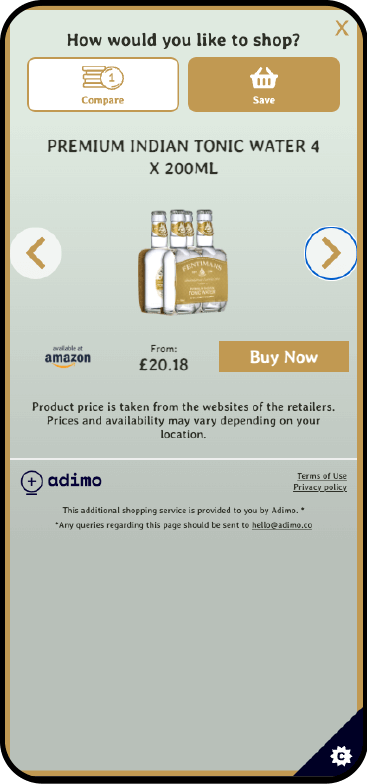 X
How would you like to shop?
1
Compare
Save
PREMIUM INDIAN TONIC WATER 4
X 200ML
FENTIMANS
TONIC WATER
available at
amazon
From:
£20.18
Buy Now
Product price is taken from the websites of the retailers.
Prices and availability may vary depending on your
location.
adimo
Terms of Use
Privacy policy
This additional shopping service is provided to you by Adimo. *
*Any queries regarding this page should be sent to hello@adimo.co
C